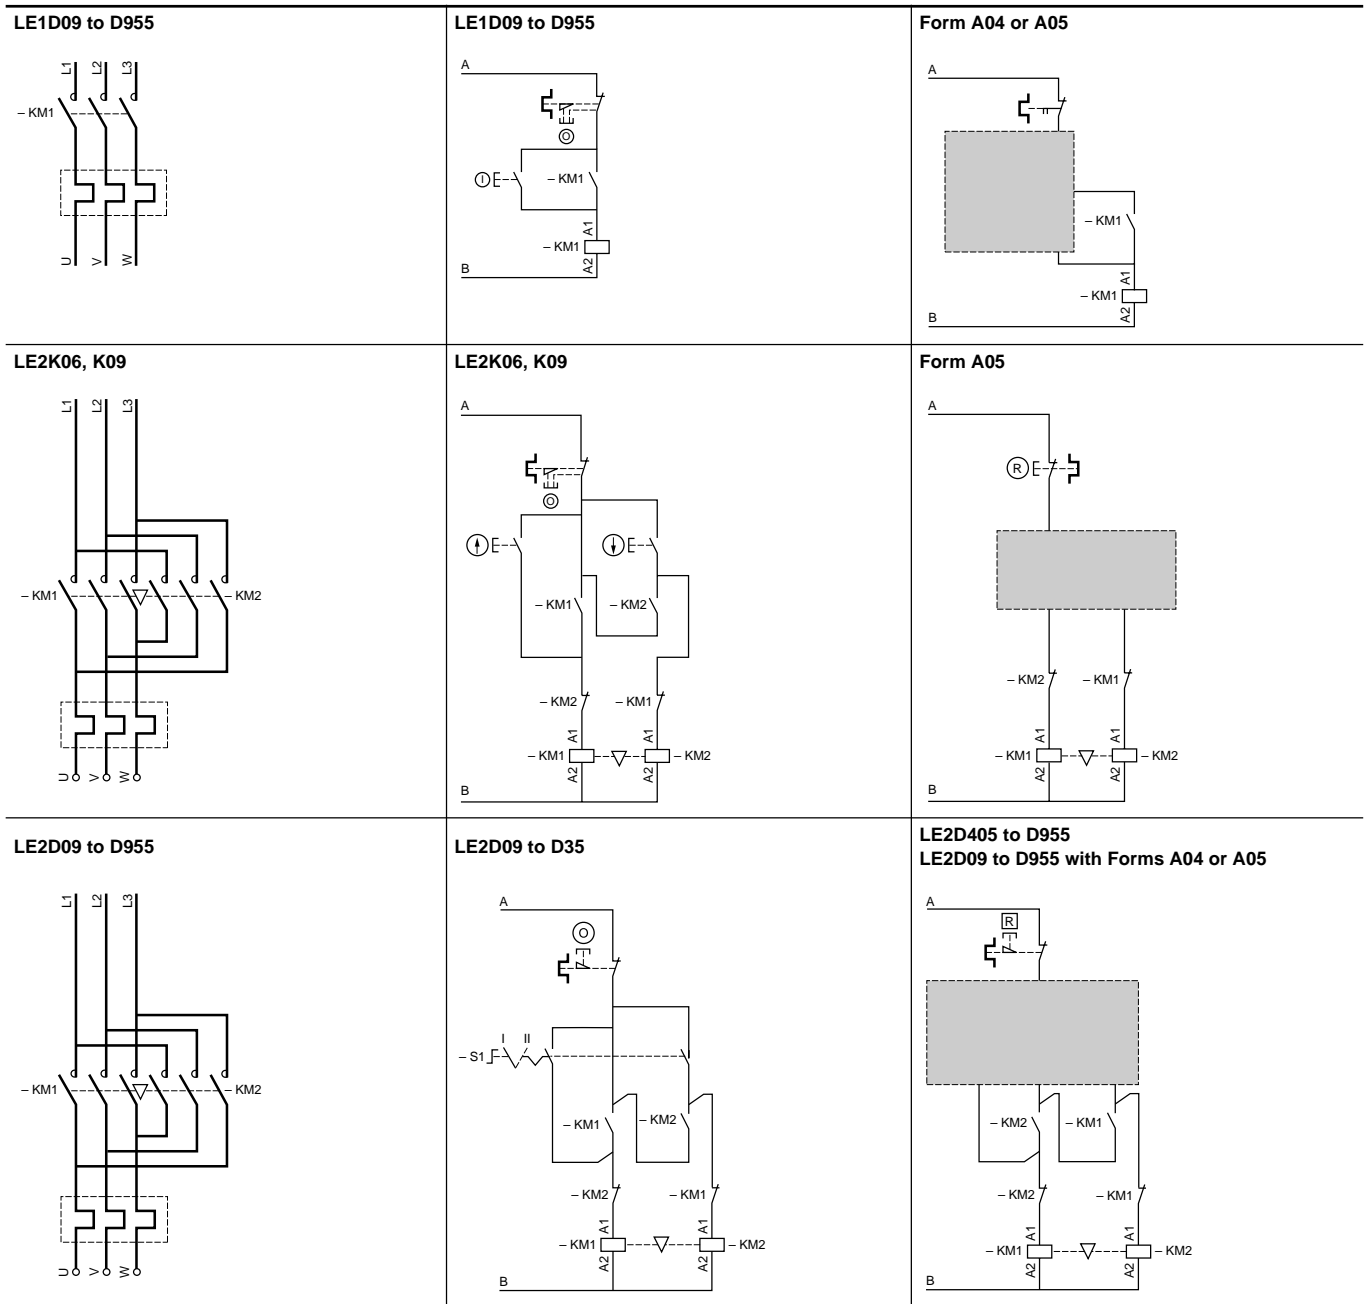 LE1D09 to D955
L1
L2
L3
– KM1
U
V
W
LE1D09 to D955
A
O
I
– KM1
A1
– KM1
A2
B
Form A04 or A05
A
– KM1
A1
– KM1
A2
B
LE2K06, K09
L1
L2
L3
– KM1
– KM2
U
V
W
LE2K06, K09
A
O
– KM1
– KM2
– KM2
– KM1
A1
A1
– KM1
– KM2
A2
A2
B
Form A05
A
R
– KM2
– KM1
A1
A1
– KM1
– KM2
A2
A2
B
LE2D09 to D955
L1
L2
L3
– KM1
– KM2
U
V
W
LE2D09 to D35
A
O
I
II
– S1
– KM1
– KM2
– KM2
– KM1
A1
A1
– KM1
– KM2
A2
A2
B
LE2D405 to D955
LE2D09 to D955 with Forms A04 or A05
A
R
– KM2
– KM1
– KM2
– KM1
A1
A1
– KM1
– KM2
A2
A2
B